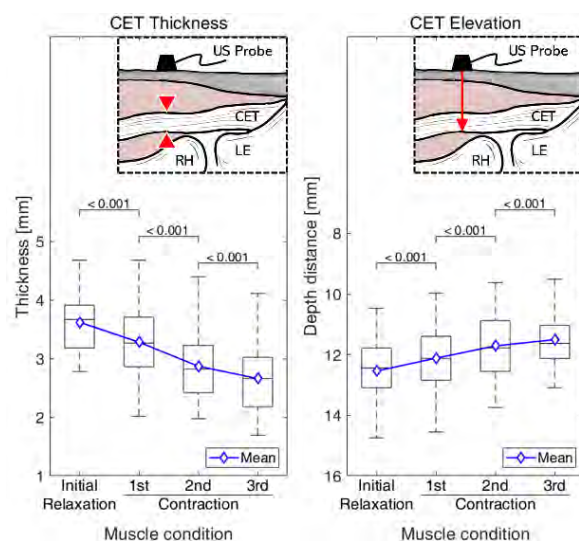 CET Thickness
US Probe
CET
RH
LE
< 0.001
< 0.001
< 0.001
Thickness [mm]
5
4
3
2
1
Mean
Initial
Relaxation
1st
2nd
3rd
Contraction
Muscle condition
CET Elevation
US Probe
CET
RH
LE
< 0.001
< 0.001
< 0.001
Depth distance [mm]
8
10
12
14
16
Mean
Initial
Relaxation
1st
2nd
3rd
Contraction
Muscle condition